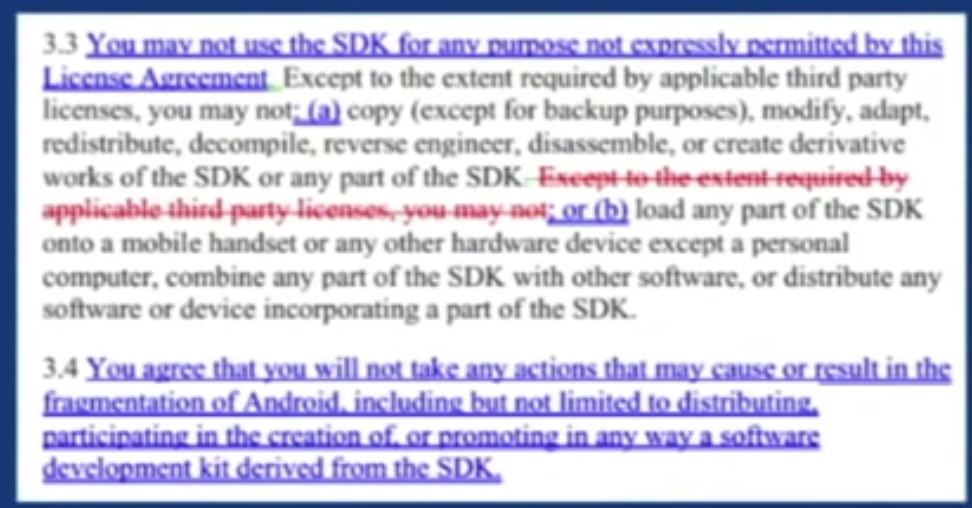 3.3 You may not use the SDK for any purpose not expressly permitted by this
License Agreement. Except to the extent required by applicable third party
licenses, you may not: (a) copy (except for backup purposes), modify, adapt,
redistribute, decompile, reverse engineer, disassemble, or create derivative
works of the SDK or any part of the SDK. Except to the extent required by
applicable third party licenses, you may not; or (b) load any part of the SDK
onto a mobile handset or any other hardware device except a personal
computer, combine any part of the SDK with other software, or distribute any
software or device incorporating a part of the SDK.
3.4 You agree that you will not take any actions that may cause or result in the
fragmentation of Android, including but not limited to distributing,
participating in the creation of, or promoting in any way a software
development kit derived from the SDK.